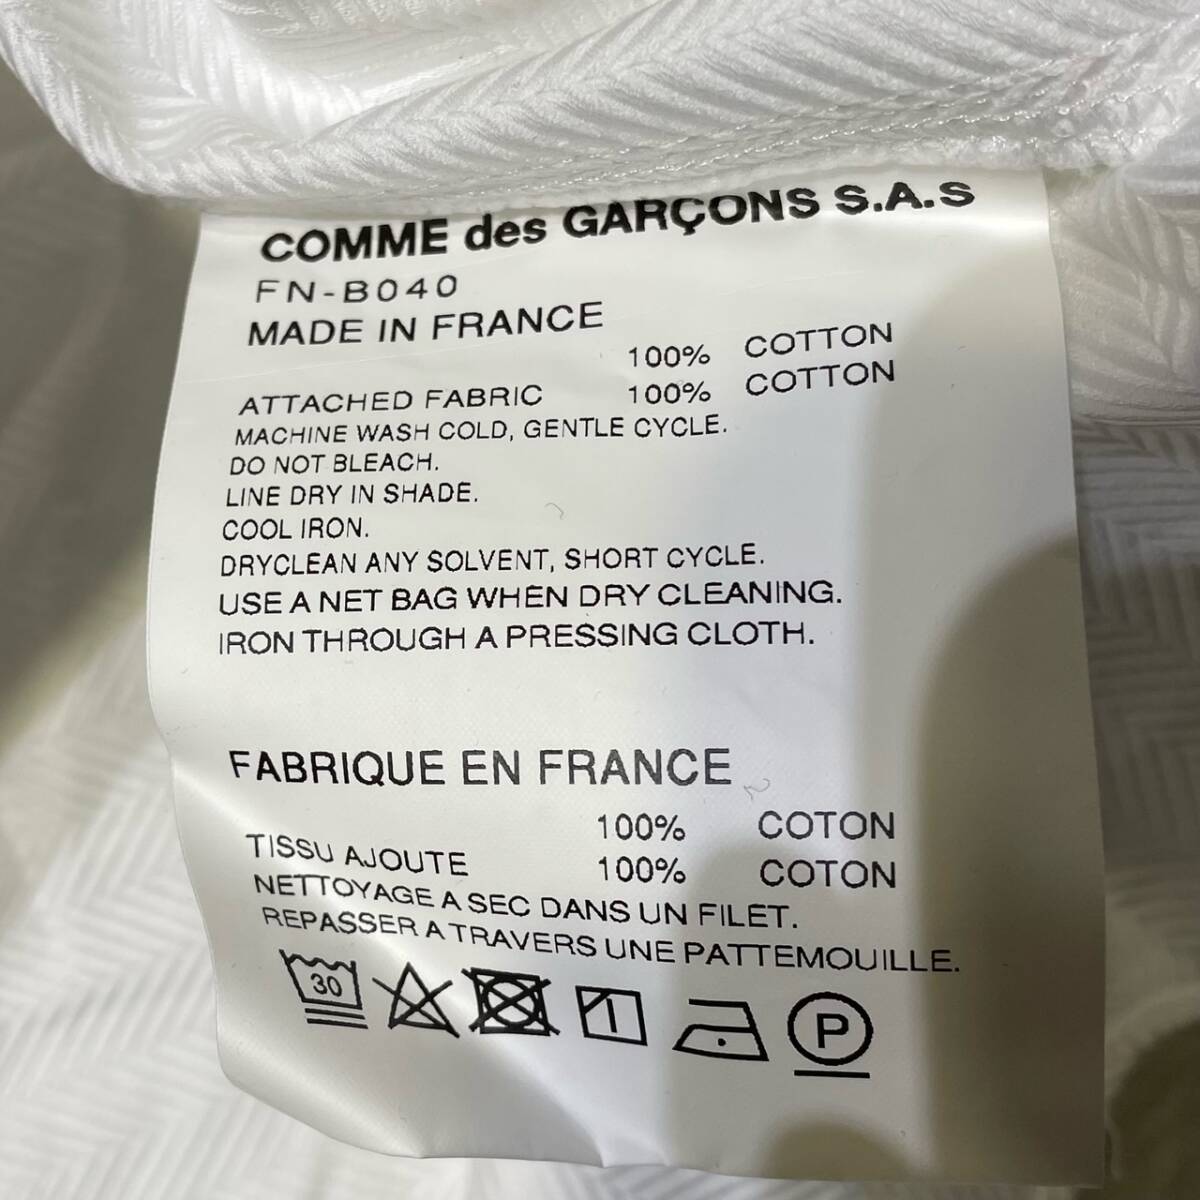 COMME des GARÇONS S.A.S
FN-B040
MADE IN FRANCE
100% COTTON
ATTACHED FABRIC 100% COTTON
MACHINE WASH COLD, GENTLE CYCLE.
DO NOT BLEACH.
LINE DRY IN SHADE.
COOL IRON.
DRYCLEAN ANY SOLVENT, SHORT CYCLE.
USE A NET BAG WHEN DRY CLEANING.
IRON THROUGH A PRESSING CLOTH.
FABRIQUE EN FRANCE
100% COTON
TISSU AJOUTE 100% COTON
NETTOYAGE A SEC DANS UN FILET.
REPASSER A TRAVERS UNE PATTEMOUILLE.
30 P